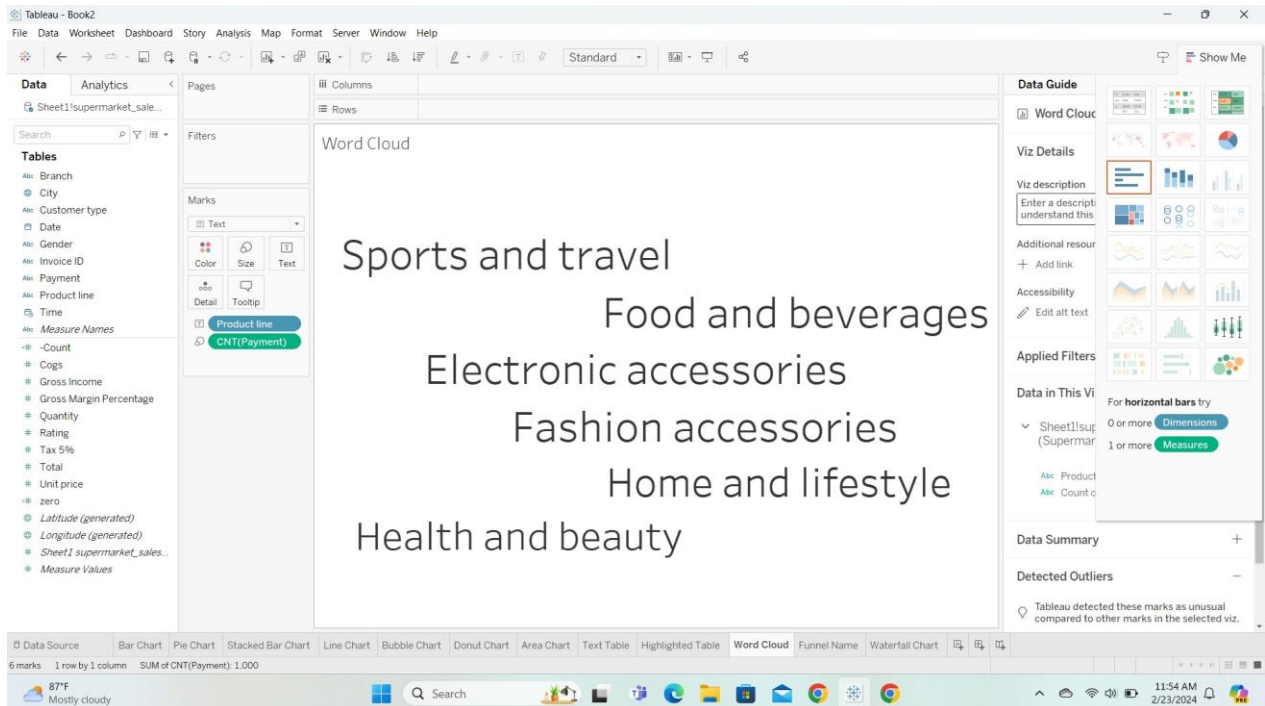 Tableau - Book2
File Data Worksheet Dashboard Story Analysis Map Format Server Window Help
Standard
Show Me
Data Analytics
Sheet1!supermarket_sale...
Search
Tables
Abc Branch
City
Abc Customer type
Date
Abc Gender
Abc Invoice ID
Abc Payment
Abc Product line
Time
Abc Measure Names
-Count
# Cogs
# Gross Income
# Gross Margin Percentage
# Quantity
# Rating
# Tax 5%
# Total
# Unit price
zero
Latitude (generated)
Longitude (generated)
# Sheet1 supermarket_sales...
# Measure Values
Pages
Filters
Marks
Text
Color Size Text
Detail Tooltip
Product line
CNT(Payment)
Columns
Rows
Word Cloud
Sports and travel
Food and beverages
Electronic accessories
Fashion accessories
Home and lifestyle
Health and beauty
Data Guide
Word Cloud
Viz Details
Viz description
Enter a descripti
understand this
Additional resour
+ Add link
Accessibility
Edit alt text
Applied Filters
Data in This Vi
Sheet1!sup
(Supermar
Abc Product
Abc Count o
Data Summary +
Detected Outliers −
Tableau detected these marks as unusual
compared to other marks in the selected viz.
For horizontal bars try
0 or more Dimensions
1 or more Measures
Data Source Bar Chart Pie Chart Stacked Bar Chart Line Chart Bubble Chart Donut Chart Area Chart Text Table Highlighted Table Word Cloud Funnel Name Waterfall Chart
6 marks 1 row by 1 column SUM of CNT(Payment): 1,000
87°F
Mostly cloudy
Search
11:54 AM
2/23/2024